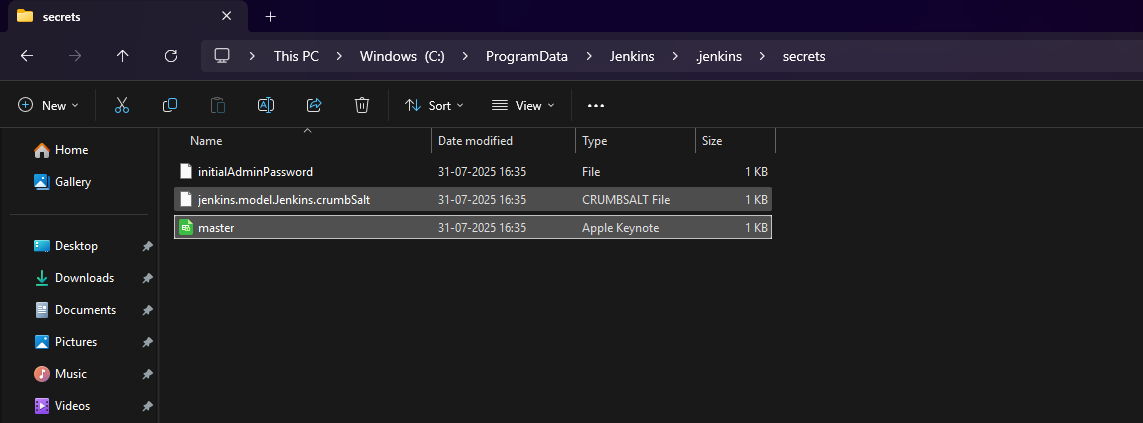 secrets
This PC > Windows (C:) > ProgramData > Jenkins > .jenkins > secrets
New Sort View
Name Date modified Type Size
Home
Gallery
Desktop
Downloads
Documents
Pictures
Music
Videos
initialAdminPassword 31-07-2025 16:35 File 1 KB
jenkins.model.Jenkins.crumbSalt 31-07-2025 16:35 CRUMBSALT File 1 KB
master 31-07-2025 16:35 Apple Keynote 1 KB